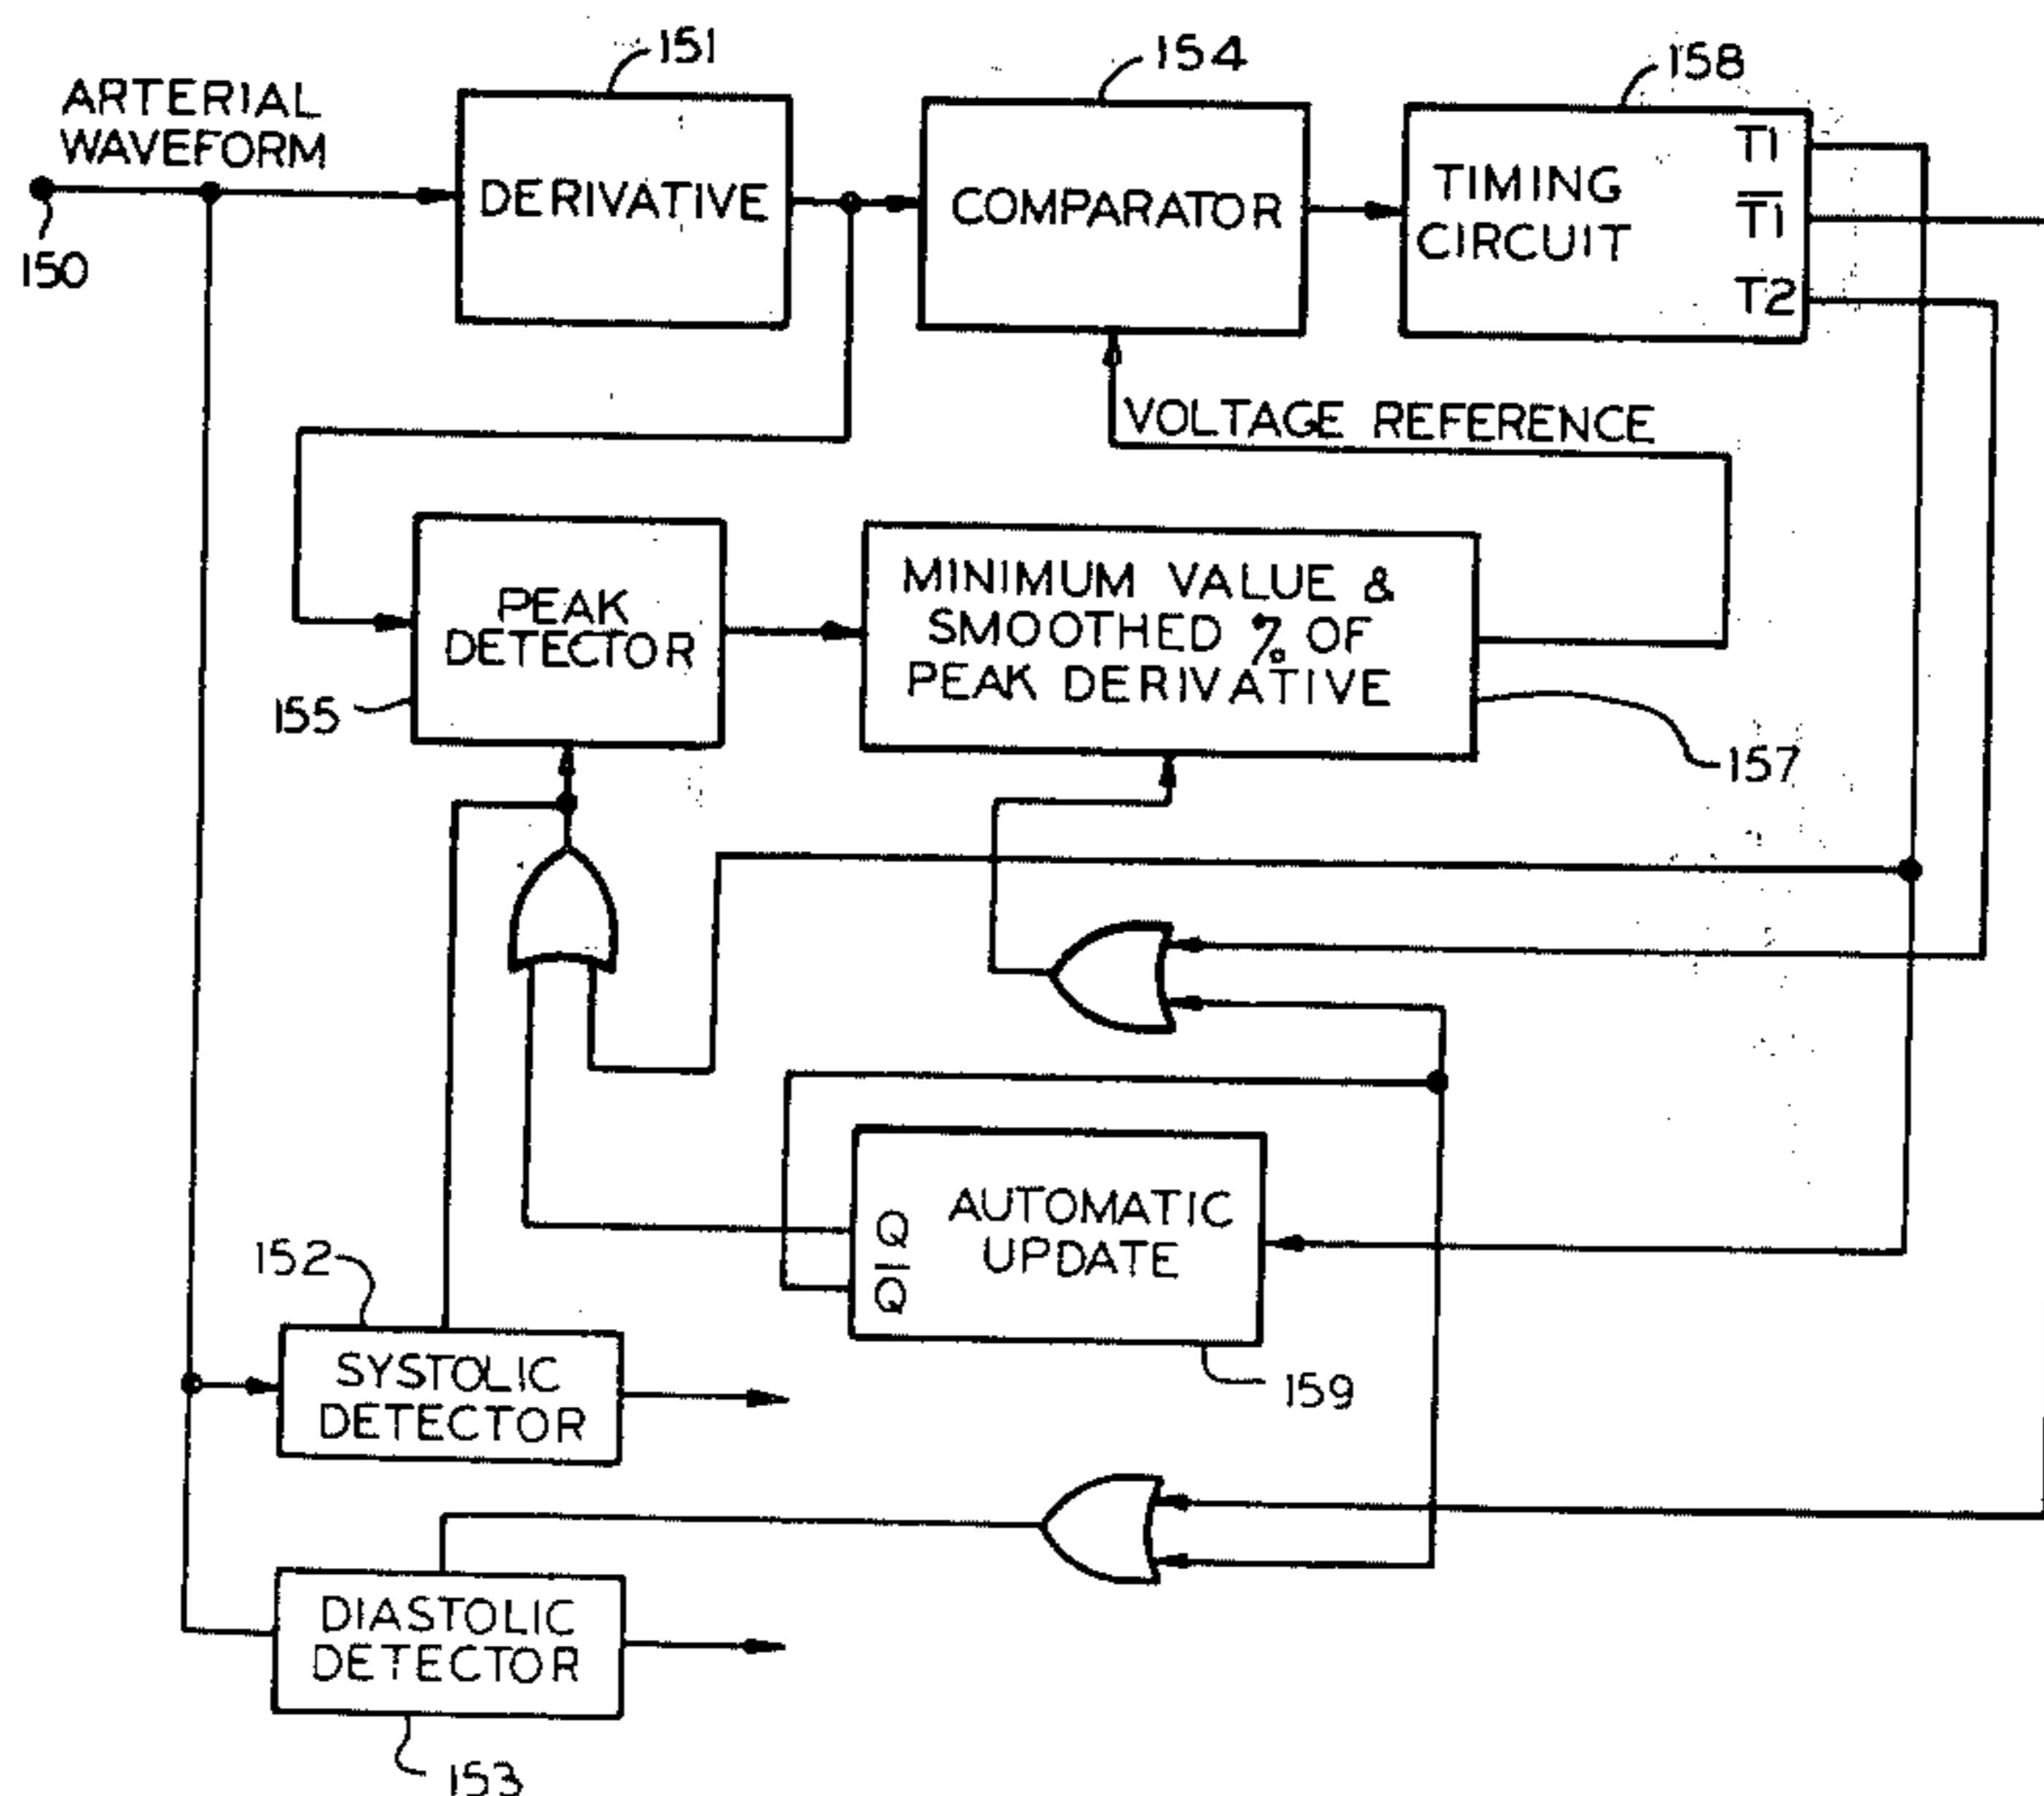 151
154
158
ARTERIAL
WAVEFORM
150
DERIVATIVE
COMPARATOR
TIMING
CIRCUIT
T1
T̅1̅
T2
VOLTAGE REFERENCE
PEAK
DETECTOR
155
MINIMUM VALUE &
SMOOTHED % OF
PEAK DERIVATIVE
157
AUTOMATIC
UPDATE
Q
Q̅
159
152
SYSTOLIC
DETECTOR
DIASTOLIC
DETECTOR
153